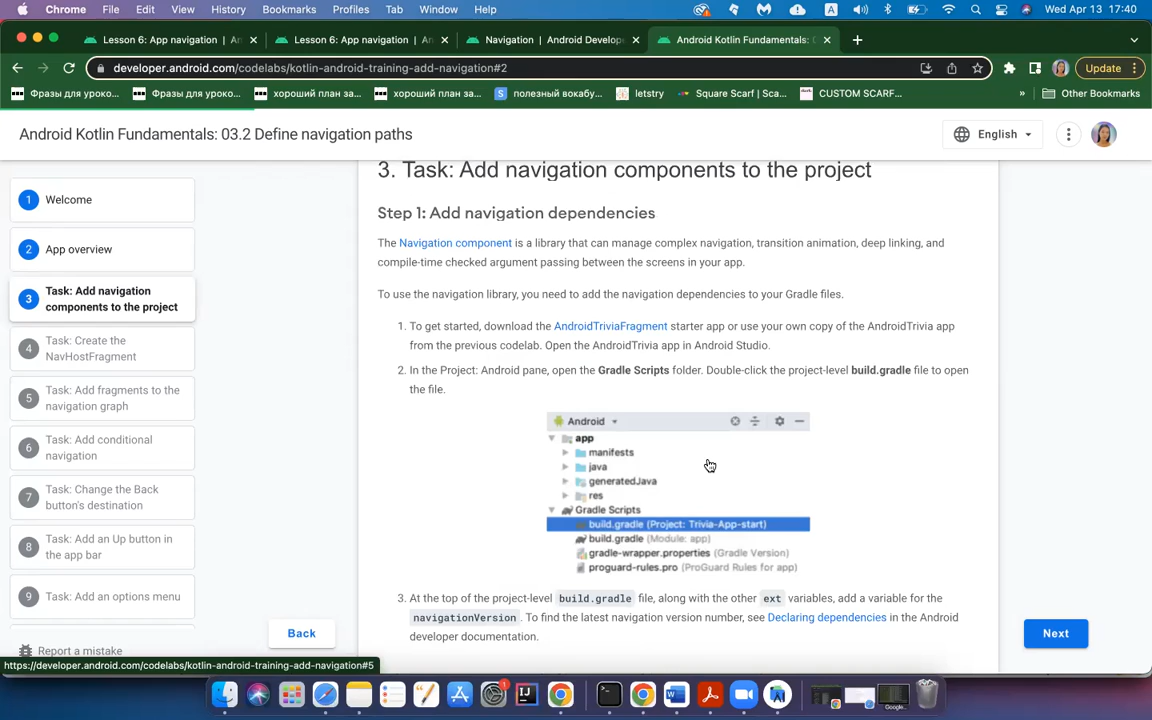 Chrome File Edit View History Bookmarks Profiles Tab Window Help A Wed Apr 13 17:40
Lesson 6: App navigation | An Lesson 6: App navigation | An Navigation | Android Develope Android Kotlin Fundamentals: 0
developer.android.com/codelabs/kotlin-android-training-add-navigation#2 Update
Фразы для уроко... Фразы для уроко... хороший план за... хороший план за... полезный вокабу... letstry Square Scarf | Sca... CUSTOM SCARF... » Other Bookmarks
Android Kotlin Fundamentals: 03.2 Define navigation paths English
1 Welcome
2 App overview
3 Task: Add navigation
components to the project
4 Task: Create the
NavHostFragment
5 Task: Add fragments to the
navigation graph
6 Task: Add conditional
navigation
7 Task: Change the Back
button's destination
8 Task: Add an Up button in
the app bar
9 Task: Add an options menu
Report a mistake
3. Task: Add navigation components to the project
Step 1: Add navigation dependencies
The Navigation component is a library that can manage complex navigation, transition animation, deep linking, and
compile-time checked argument passing between the screens in your app.
To use the navigation library, you need to add the navigation dependencies to your Gradle files.
1. To get started, download the AndroidTriviaFragment starter app or use your own copy of the AndroidTrivia app
from the previous codelab. Open the AndroidTrivia app in Android Studio.
2. In the Project: Android pane, open the Gradle Scripts folder. Double-click the project-level build.gradle file to open
the file.
Android
app
manifests
java
generatedJava
res
Gradle Scripts
build.gradle (Project: Trivia-App-start)
build.gradle (Module: app)
gradle-wrapper.properties (Gradle Version)
proguard-rules.pro (ProGuard Rules for app)
3. At the top of the project-level build.gradle file, along with the other ext variables, add a variable for the
navigationVersion . To find the latest navigation version number, see Declaring dependencies in the Android
developer documentation.
Back
Next
https://developer.android.com/codelabs/kotlin-android-training-add-navigation#5